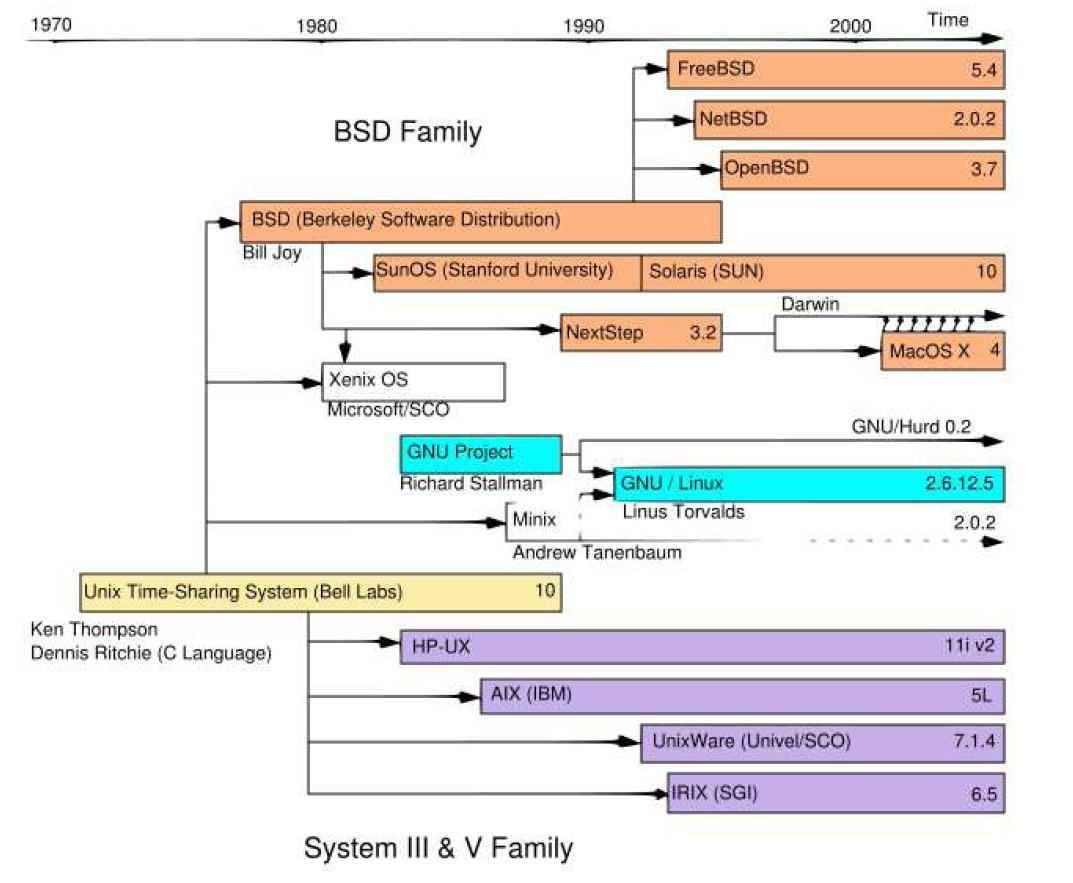 1970 1980 1990 2000 Time
FreeBSD 5.4
NetBSD 2.0.2
BSD Family
OpenBSD 3.7
BSD (Berkeley Software Distribution)
Bill Joy
SunOS (Stanford University) Solaris (SUN) 10
Darwin
NextStep 3.2
MacOS X 4
Xenix OS
Microsoft/SCO
GNU/Hurd 0.2
GNU Project
Richard Stallman
GNU / Linux 2.6.12.5
Linus Torvalds
Minix 2.0.2
Andrew Tanenbaum
Unix Time-Sharing System (Bell Labs) 10
Ken Thompson
Dennis Ritchie (C Language)
HP-UX 11i v2
AIX (IBM) 5L
UnixWare (Univel/SCO) 7.1.4
IRIX (SGI) 6.5
System III & V Family